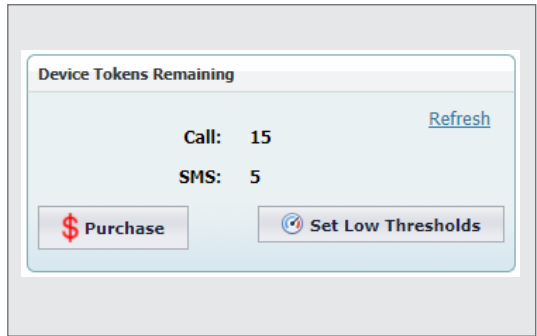 Device Tokens Remaining
Refresh
Call: 15
SMS: 5
$ Purchase
Set Low Thresholds